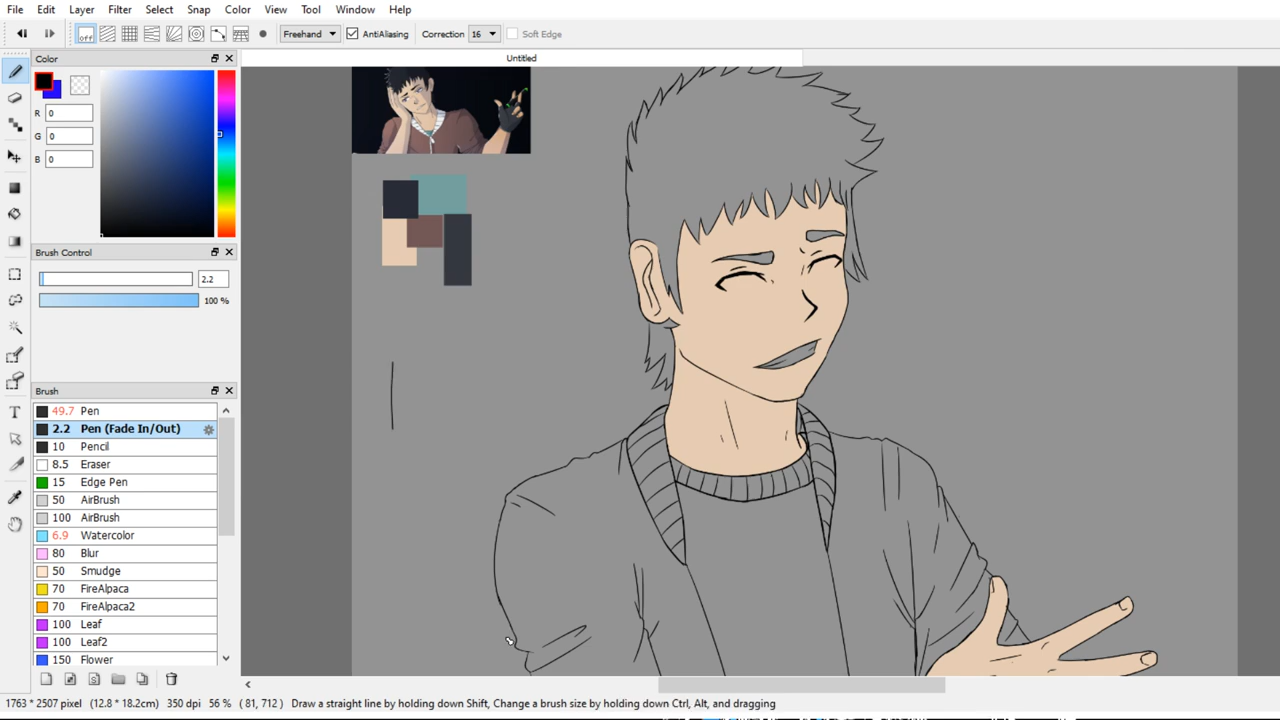 File Edit Layer Filter Select Snap Color View Tool Window Help
off Freehand AntiAliasing Correction 16 Soft Edge
Color
Untitled
R 0
G 0
B 0
Brush Control
2.2
100 %
Brush
49.7 Pen
2.2 Pen (Fade In/Out)
10 Pencil
8.5 Eraser
15 Edge Pen
50 AirBrush
100 AirBrush
6.9 Watercolor
80 Blur
50 Smudge
70 FireAlpaca
70 FireAlpaca2
100 Leaf
100 Leaf2
150 Flower
1763 * 2507 pixel (12.8 * 18.2cm) 350 dpi 56 % ( 81, 712 ) Draw a straight line by holding down Shift, Change a brush size by holding down Ctrl, Alt, and dragging